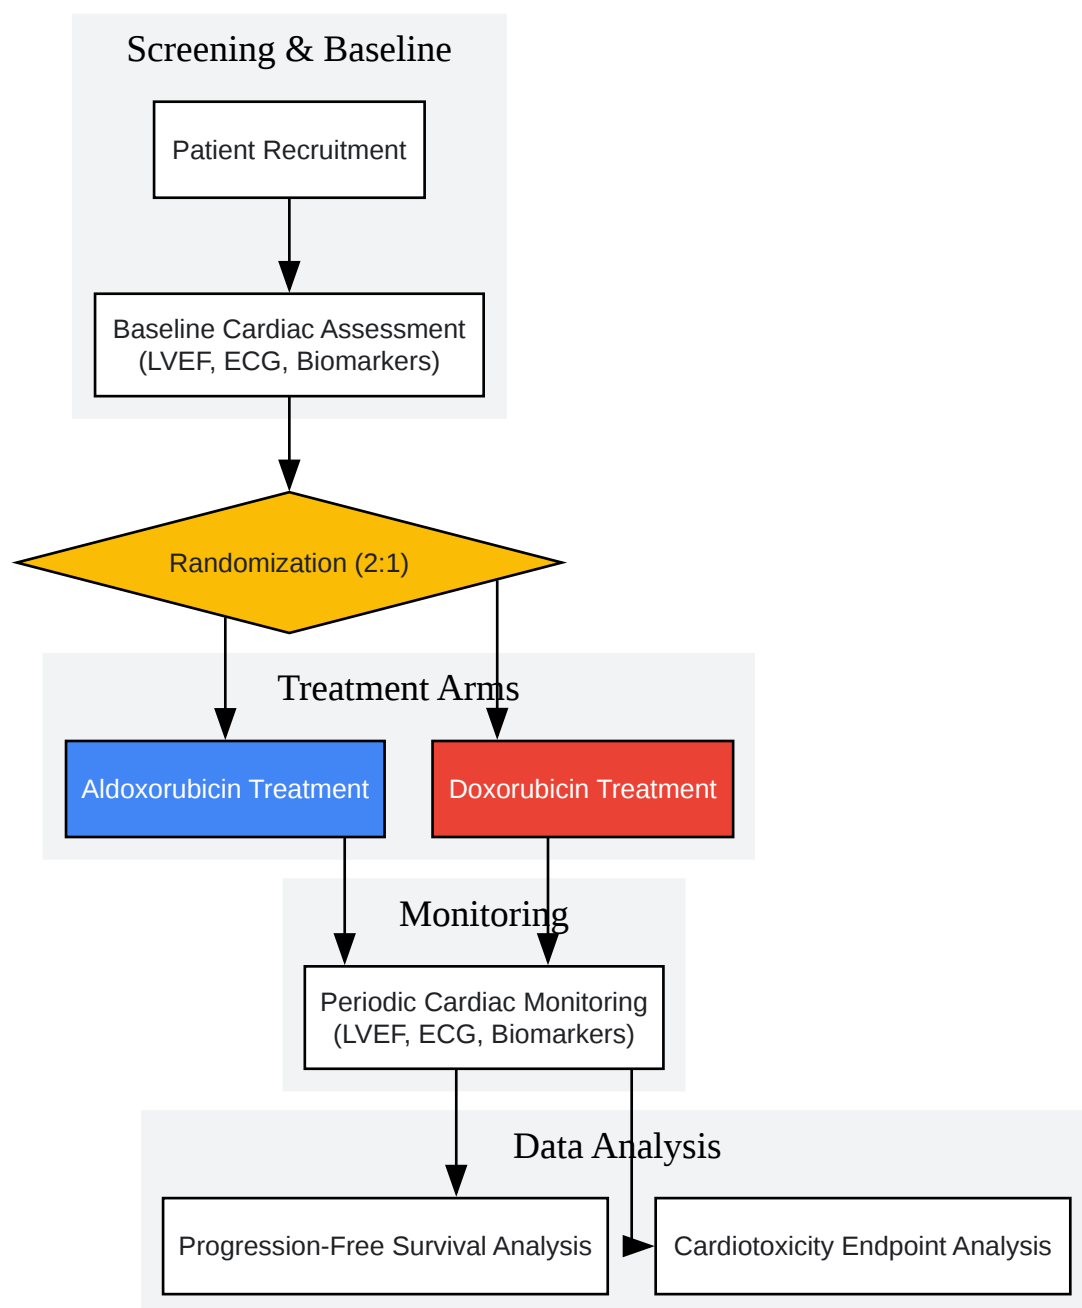 Screening & Baseline
Patient Recruitment
Baseline Cardiac Assessment
(LVEF, ECG, Biomarkers)
Randomization (2:1)
Treatment Arms
Aldoxorubicin Treatment
Doxorubicin Treatment
Monitoring
Periodic Cardiac Monitoring
(LVEF, ECG, Biomarkers)
Data Analysis
Progression-Free Survival Analysis
Cardiotoxicity Endpoint Analysis